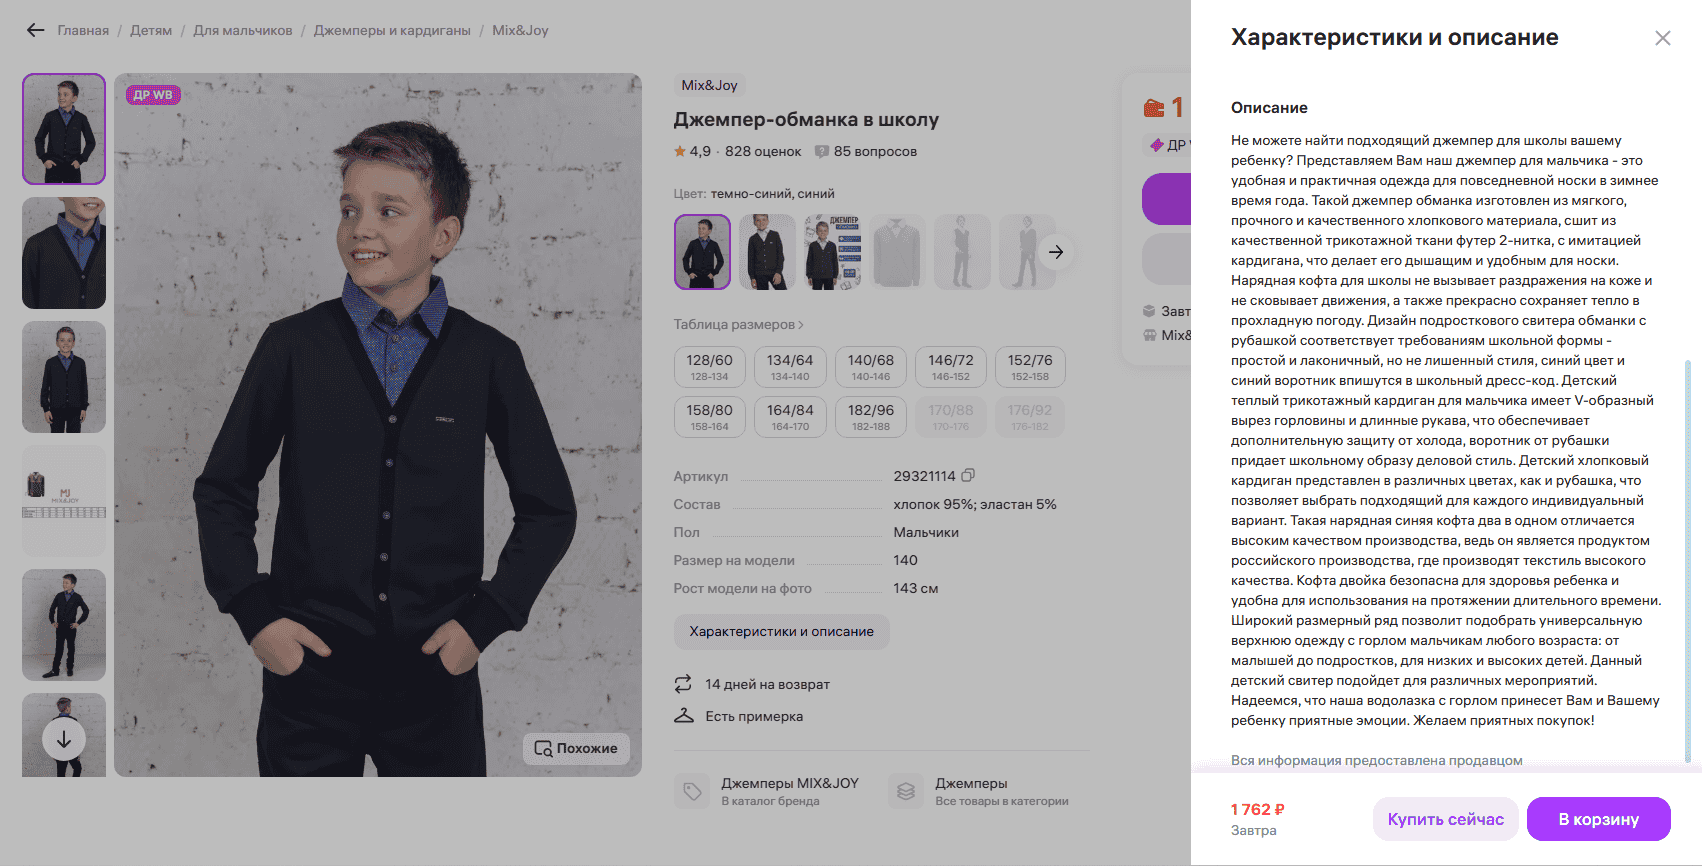 Главная / Детям / Для мальчиков / Джемперы и кардиганы / Mix&Joy
ДР WB
MJ
MIX&JOY
Похожие
Mix&Joy
Джемпер-обманка в школу
4,9 · 828 оценок 85 вопросов
Цвет: темно-синий, синий
ДЖЕМПЕР
Таблица размеров
128/60 134/64 140/68 146/72 152/76
128-134 134-140 140-146 146-152 152-158
158/80 164/84 182/96 170/88 176/92
158-164 164-170 182-188 170-176 176-182
Артикул 29321114
Состав хлопок 95%; эластан 5%
Пол Мальчики
Размер на модели 140
Рост модели на фото 143 см
Характеристики и описание
14 дней на возврат
Есть примерка
Джемперы MIX&JOY
В каталог бренда
Джемперы
Все товары в категории
1
ДР
Завт
Mix&
Характеристики и описание
Описание
Не можете найти подходящий джемпер для школы вашему
ребенку? Представляем Вам наш джемпер для мальчика - это
удобная и практичная одежда для повседневной носки в зимнее
время года. Такой джемпер обманка изготовлен из мягкого,
прочного и качественного хлопкового материала, сшит из
качественной трикотажной ткани футер 2-нитка, с имитацией
кардигана, что делает его дышащим и удобным для носки.
Нарядная кофта для школы не вызывает раздражения на коже и
не сковывает движения, а также прекрасно сохраняет тепло в
прохладную погоду. Дизайн подросткового свитера обманки с
рубашкой соответствует требованиям школьной формы -
простой и лаконичный, но не лишенный стиля, синий цвет и
синий воротник впишутся в школьный дресс-код. Детский
теплый трикотажный кардиган для мальчика имеет V-образный
вырез горловины и длинные рукава, что обеспечивает
дополнительную защиту от холода, воротник от рубашки
придает школьному образу деловой стиль. Детский хлопковый
кардиган представлен в различных цветах, как и рубашка, что
позволяет выбрать подходящий для каждого индивидуальный
вариант. Такая нарядная синяя кофта два в одном отличается
высоким качеством производства, ведь он является продуктом
российского производства, где производят текстиль высокого
качества. Кофта двойка безопасна для здоровья ребенка и
удобна для использования на протяжении длительного времени.
Широкий размерный ряд позволит подобрать универсальную
верхнюю одежду с горлом мальчикам любого возраста: от
малышей до подростков, для низких и высоких детей. Данный
детский свитер подойдет для различных мероприятий.
Надеемся, что наша водолазка с горлом принесет Вам и Вашему
ребенку приятные эмоции. Желаем приятных покупок!
Вся информация предоставлена продавцом
1 762 ₽
Завтра
Купить сейчас
В корзину